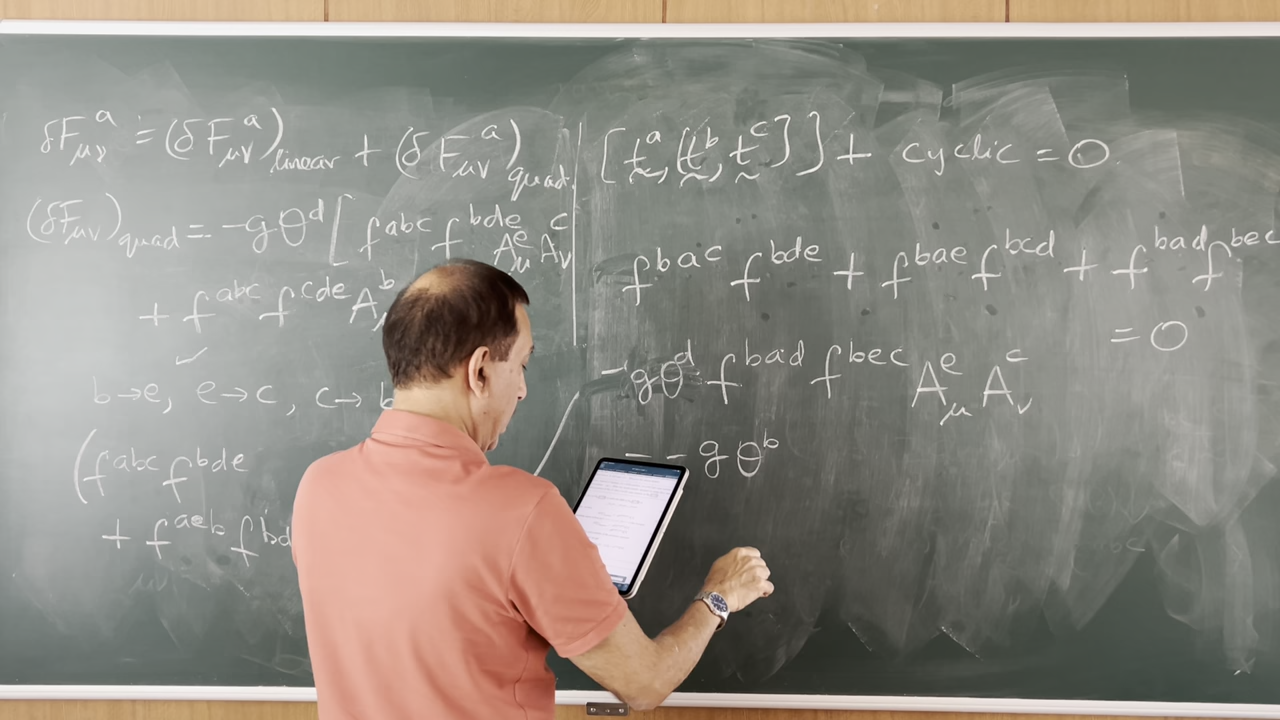 δF_{μν}^a = (δF_{μν}^a)_{linear} + (δF_{μν}^a)_{quad.}
(δF_{μν})_{quad} = -gθ^d [ f^{abc} f^{bde} A_μ^e A_ν^c
+ f^{abc} f^{cde} A_μ^b
✓
b→e, e→c, c→b
(f^{abc} f^{bde}
+ f^{aeb} f^{bd
[t^a, [t^b, t^c]] + cyclic = 0
f^{bac} f^{bde} + f^{bae} f^{bcd} + f^{bad} f^{bec}
= 0
-gθ^d f^{bad} f^{bec} A_μ^e A_ν^c
= -gθ^b